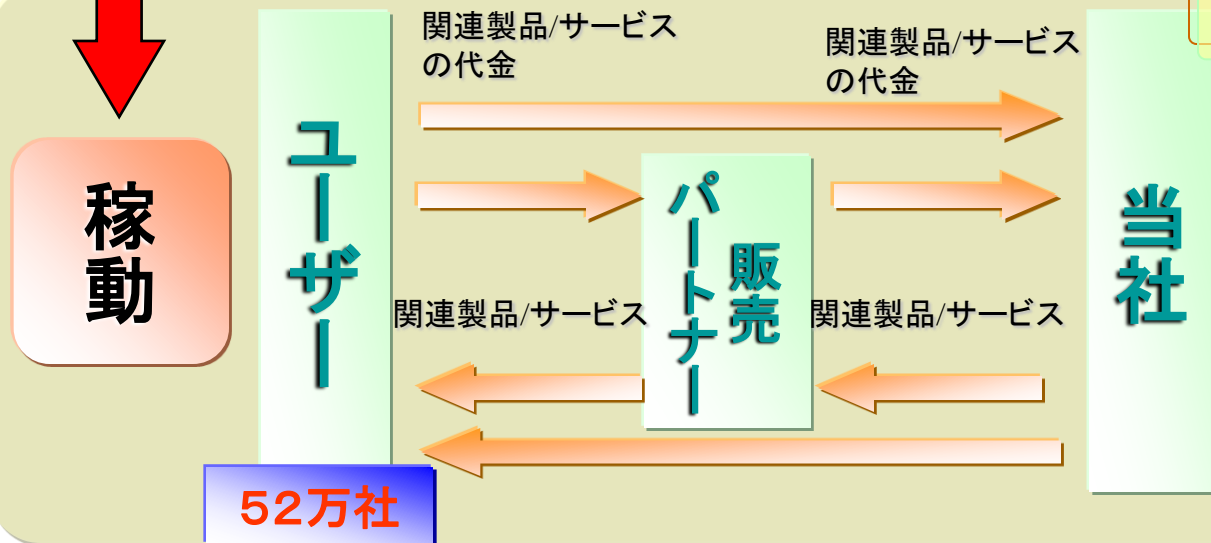 関連製品/サービス
の代金
関連製品/サービス
の代金
稼動
ユーザー
販売
パートナー
当社
関連製品/サービス
関連製品/サービス
52万社